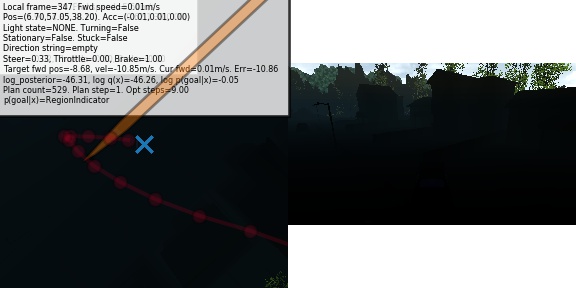 Local frame=347. Fwd speed=0.01m/s
Pos=(6.70,57.05,38.20). Acc=(-0.01,0.01,0.00)
Light state=NONE. Turning=False
Stationary=False. Stuck=False
Direction string=empty
Steer=0.33, Throttle=0.00, Brake=1.00
Target fwd pos=-8.68, vel=-10.85m/s. Cur fwd=0.01m/s. Err=-10.86
log_posterior=-46.31, log q(x)=-46.26, log p(goal|x)=-0.05
Plan count=529. Plan step=1. Opt steps=9.00
p(goal|x)=RegionIndicator